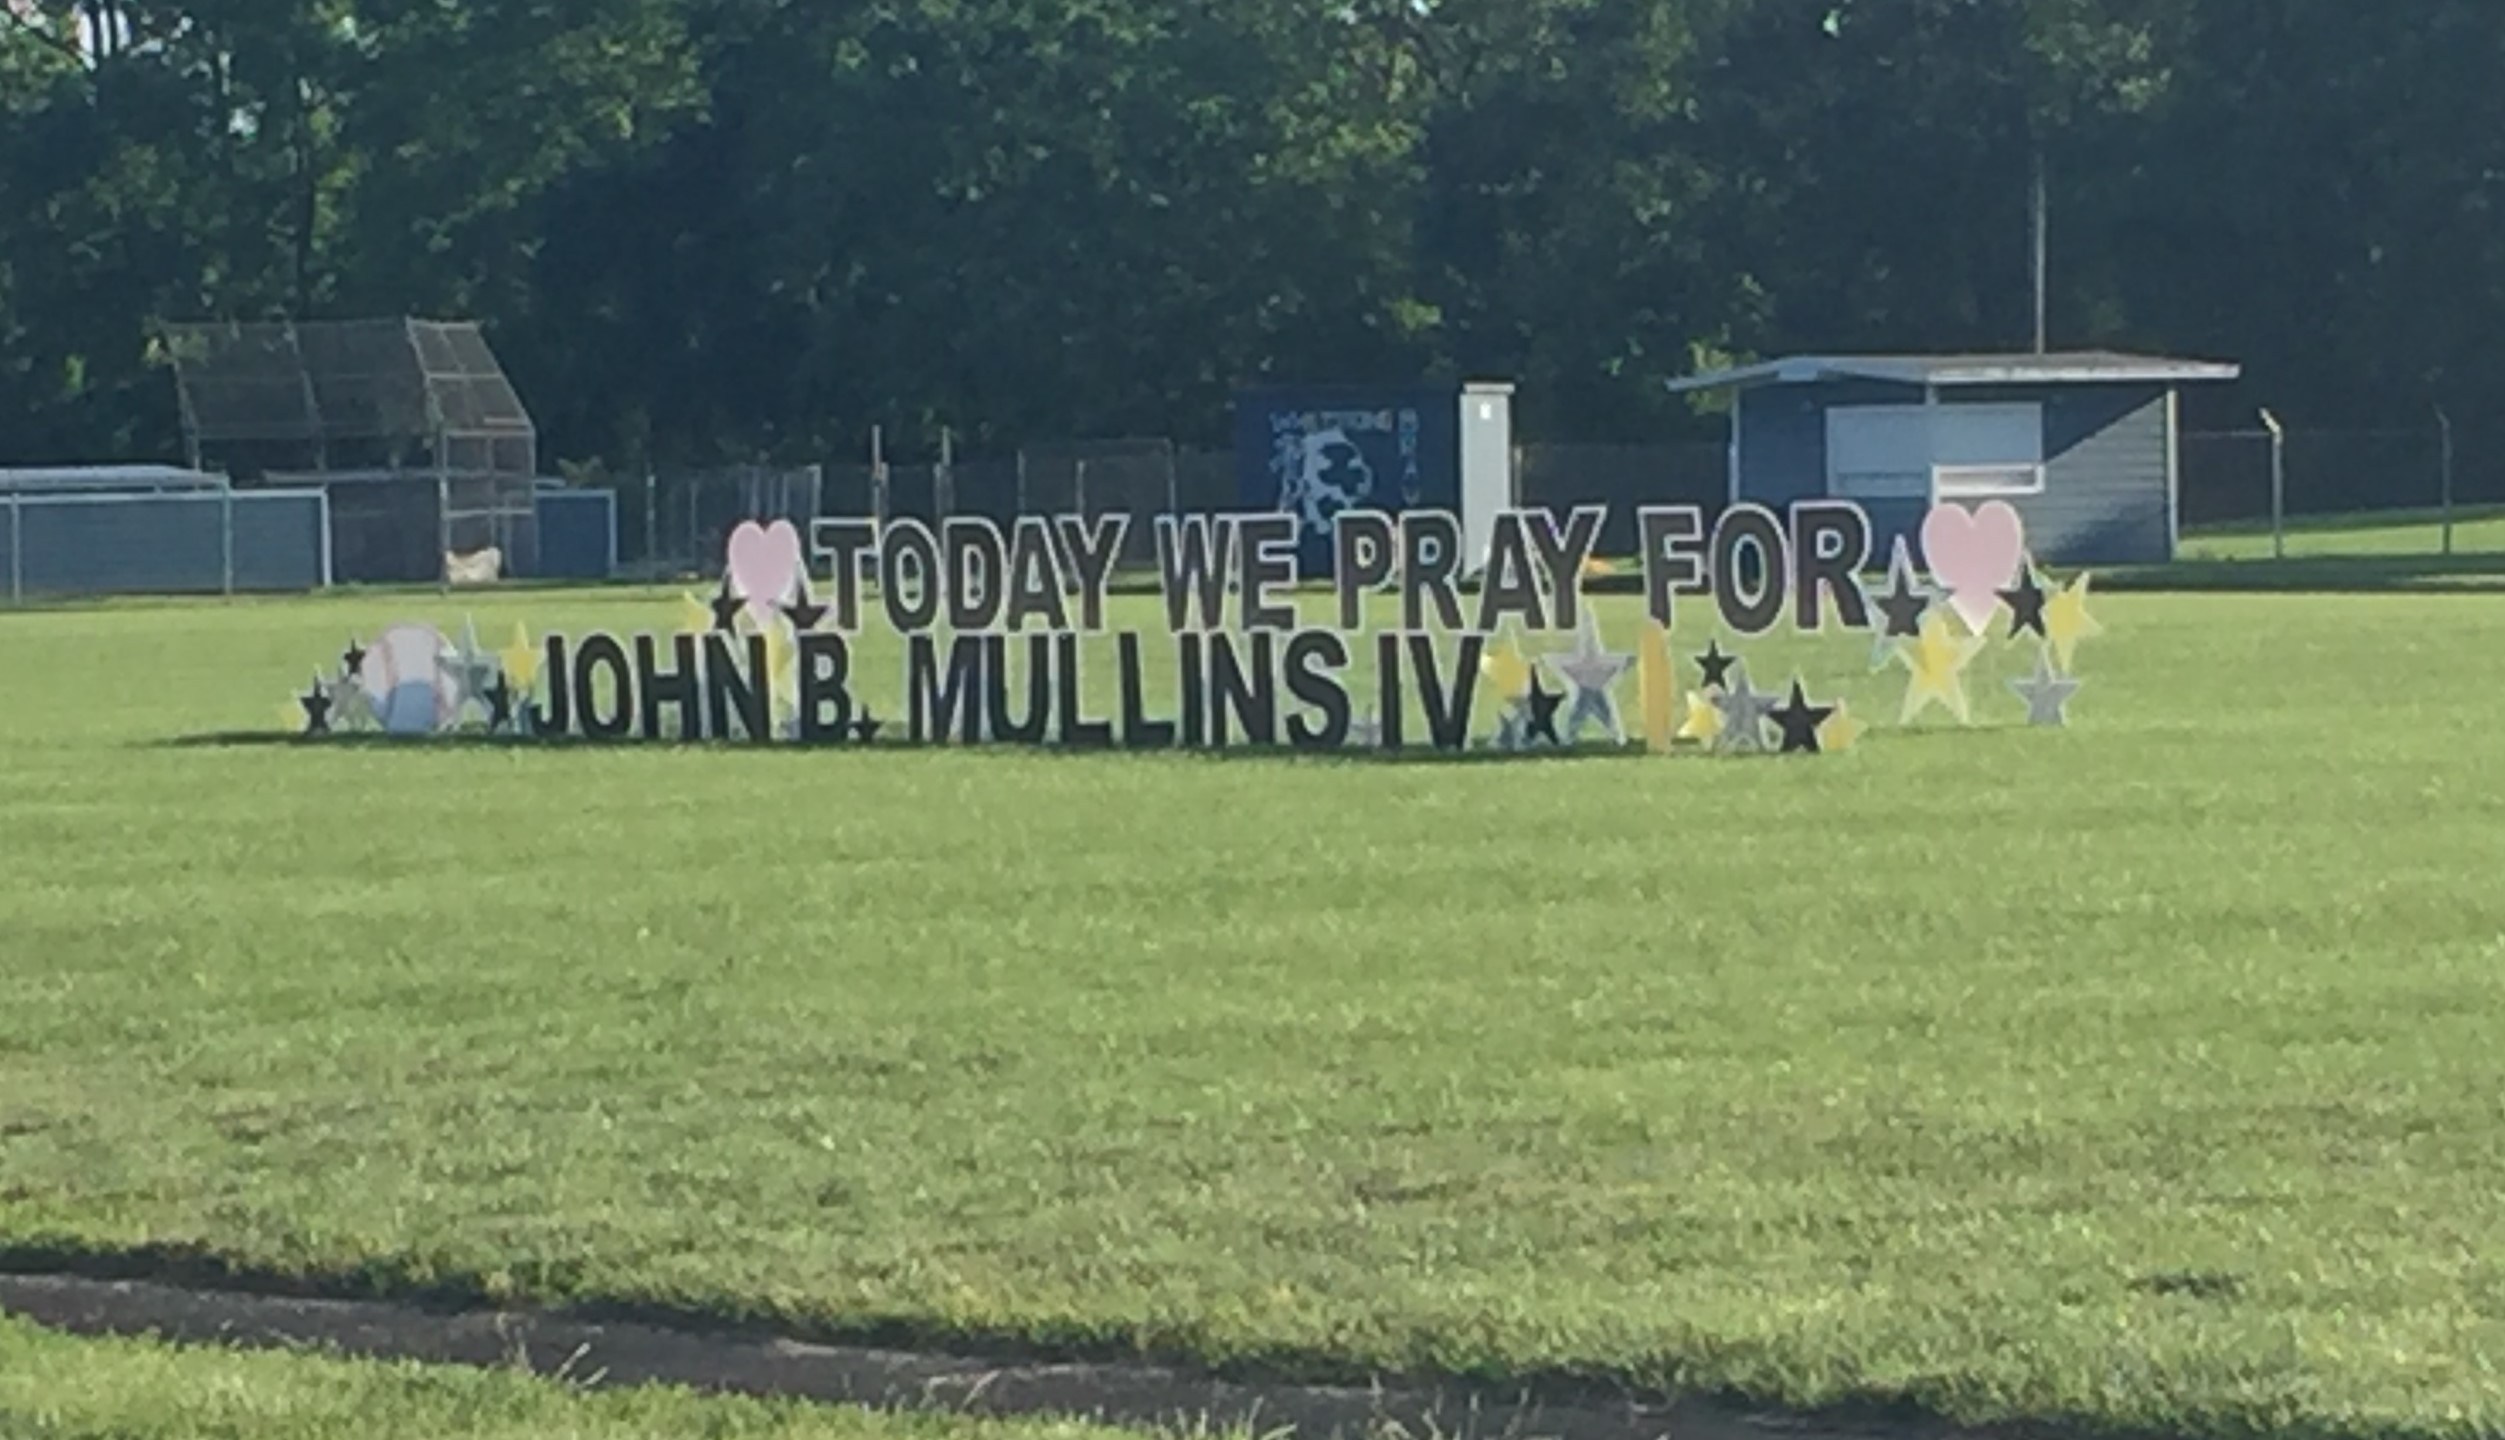 TODAY WE PRAY FOR
JOHN B. MULLINS IV